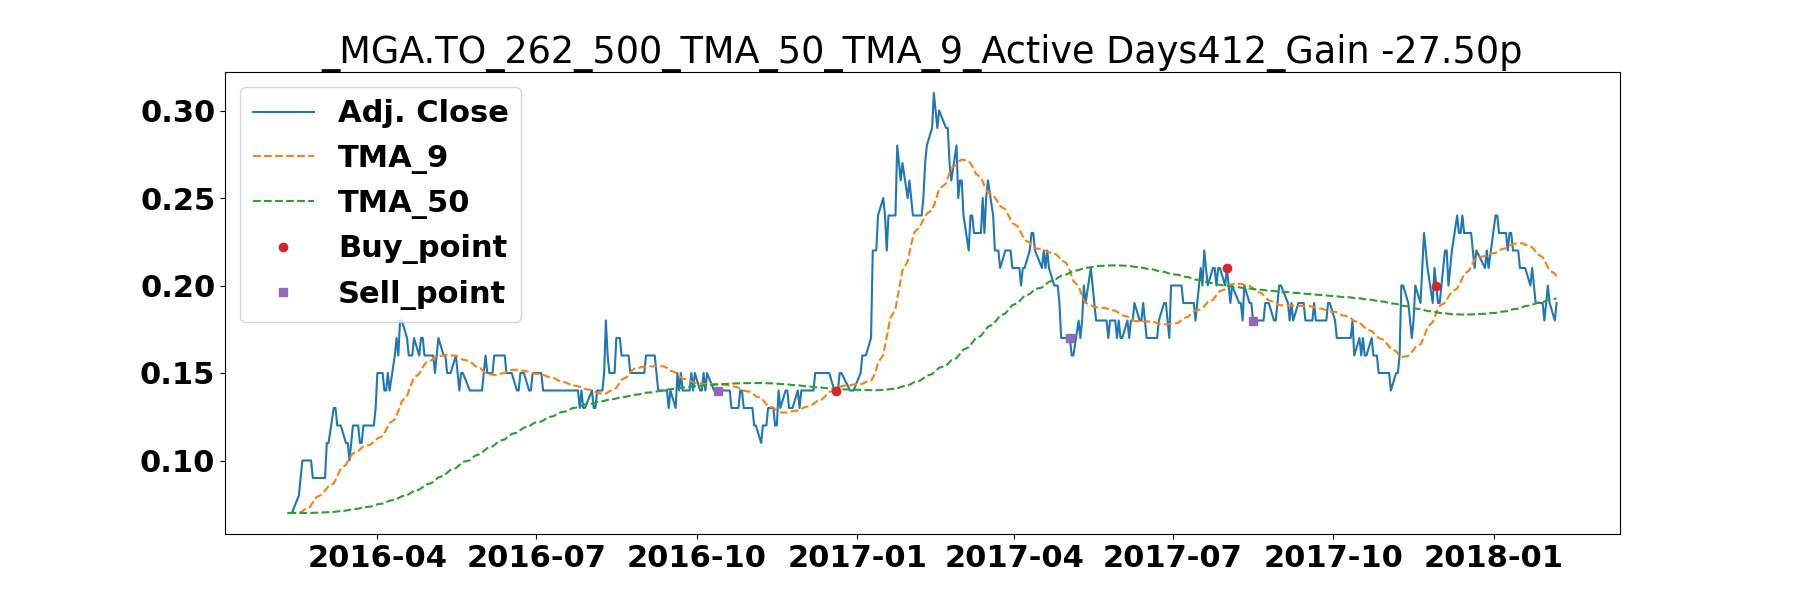 _MGA.TO_262_500_TMA_50_TMA_9_Active Days412_Gain -27.50p
0.30
0.25
0.20
0.15
0.10
Adj. Close
TMA_9
TMA_50
Buy_point
Sell_point
2016-04 2016-07 2016-10 2017-01 2017-04 2017-07 2017-10 2018-01